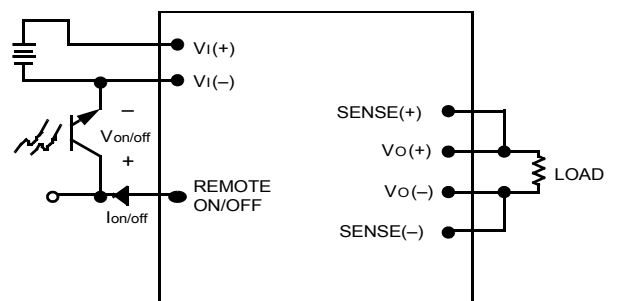 VI(+)
VI(–)
–
Von/off
+
REMOTE
ON/OFF
Ion/off
SENSE(+)
VO(+)
LOAD
VO(–)
SENSE(–)